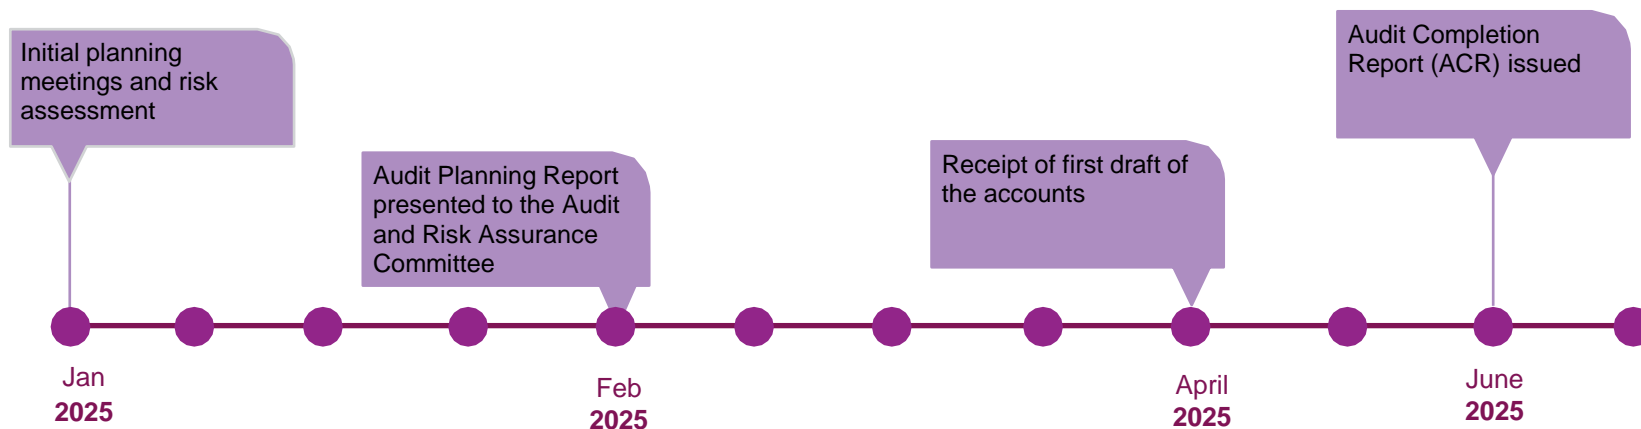 Initial planning
meetings and risk
assessment
Audit Planning Report
presented to the Audit
and Risk Assurance
Committee
Receipt of first draft of
the accounts
Audit Completion
Report (ACR) issued
Jan
2025
Feb
2025
April
2025
June
2025